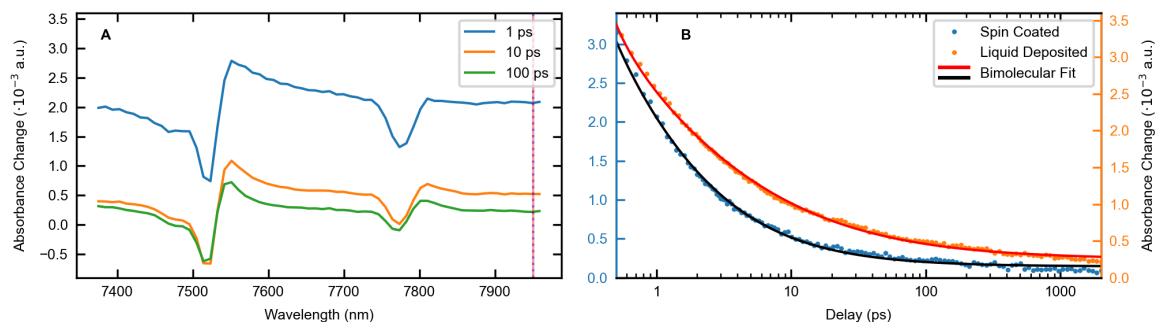 A
1 ps
10 ps
100 ps
Absorbance Change (·10⁻³ a.u.)
3.5
3.0
2.5
2.0
1.5
1.0
0.5
0.0
−0.5
7400
7500
7600
7700
7800
7900
Wavelength (nm)
B
Spin Coated
Liquid Deposited
Bimolecular Fit
3.0
2.5
2.0
1.5
1.0
0.5
0.0
1
10
100
1000
Delay (ps)
3.5
3.0
2.5
2.0
1.5
1.0
0.5
0.0
Absorbance Change (·10⁻³ a.u.)